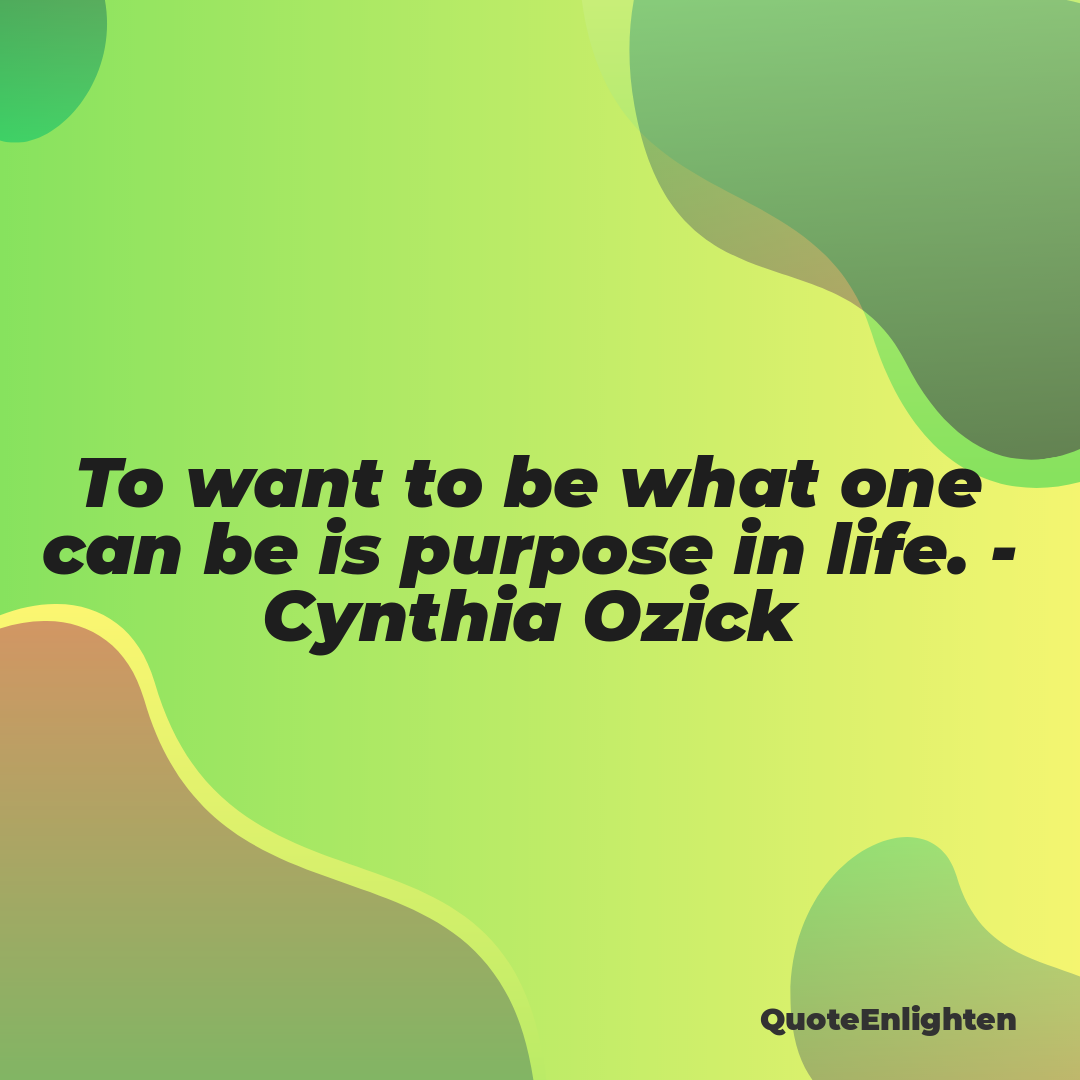 To want to be what one
can be is purpose in life. -
Cynthia Ozick
QuoteEnlighten